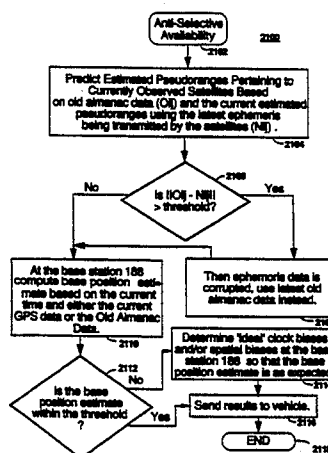 Anti-Selective
Availability
2102
2100
Predict Estimated Pseudoranges Pertaining to
Currently Observed Satellites Based
on old almanac data (Oij) and the current estimated
pseudoranges using the latest ephemeris
being transmitted by the satellites (Nij).
2104
2106
No
Is ||Oij - Nij||
> threshold?
Yes
At the base station 188
compute base position esti-
mate based on the current
time and either the current
GPS data or the Old Almanac
Data.
2110
Then ephemeris data is
corrupted, use latest old
almanac data instead.
2112
Is the base
position estimate
within the threshold
?
No
Yes
Determine 'ideal' clock biases
and/or spatial biases at the base
station 188 so that the base
position estimate is as expected.
Send results to vehicle.
2116
END